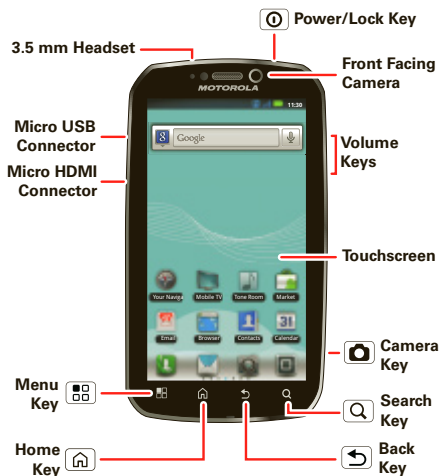 Power/Lock Key
3.5 mm Headset
Front Facing
Camera
MOTOROLA
11:30
Micro USB
Connector
Google
Volume
Keys
Micro HDMI
Connector
Touchscreen
Your Naviga
Mobile TV
Tone Room
Market
31
Email
Browser
Contacts
Calendar
Camera
Key
Menu
Key
Search
Key
Home
Key
Back
Key